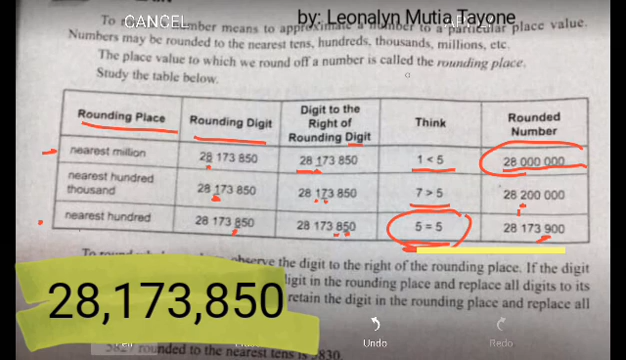 CANCEL
by: Leonalyn Mutia Tayone
To mber means to approximate a number to a particular place value.
Numbers may be rounded to the nearest tens, hundreds, thousands, millions, etc.
The place value to which we round off a number is called the rounding place.
Study the table below.
Rounding Place Rounding Digit Digit to the Right of Rounding Digit Think Rounded Number
nearest million 28 173 850 28 173 850 1 < 5 28 000 000
nearest hundred thousand 28 173 850 28 173 850 7 > 5 28 200 000
nearest hundred 28 173 850 28 173 850 5 = 5 28 173 900
observe the digit to the right of the rounding place. If the digit
digit in the rounding place and replace all digits to its
retain the digit in the rounding place and replace all
28,173,850
Undo Redo
rounded to the nearest tens is 830.